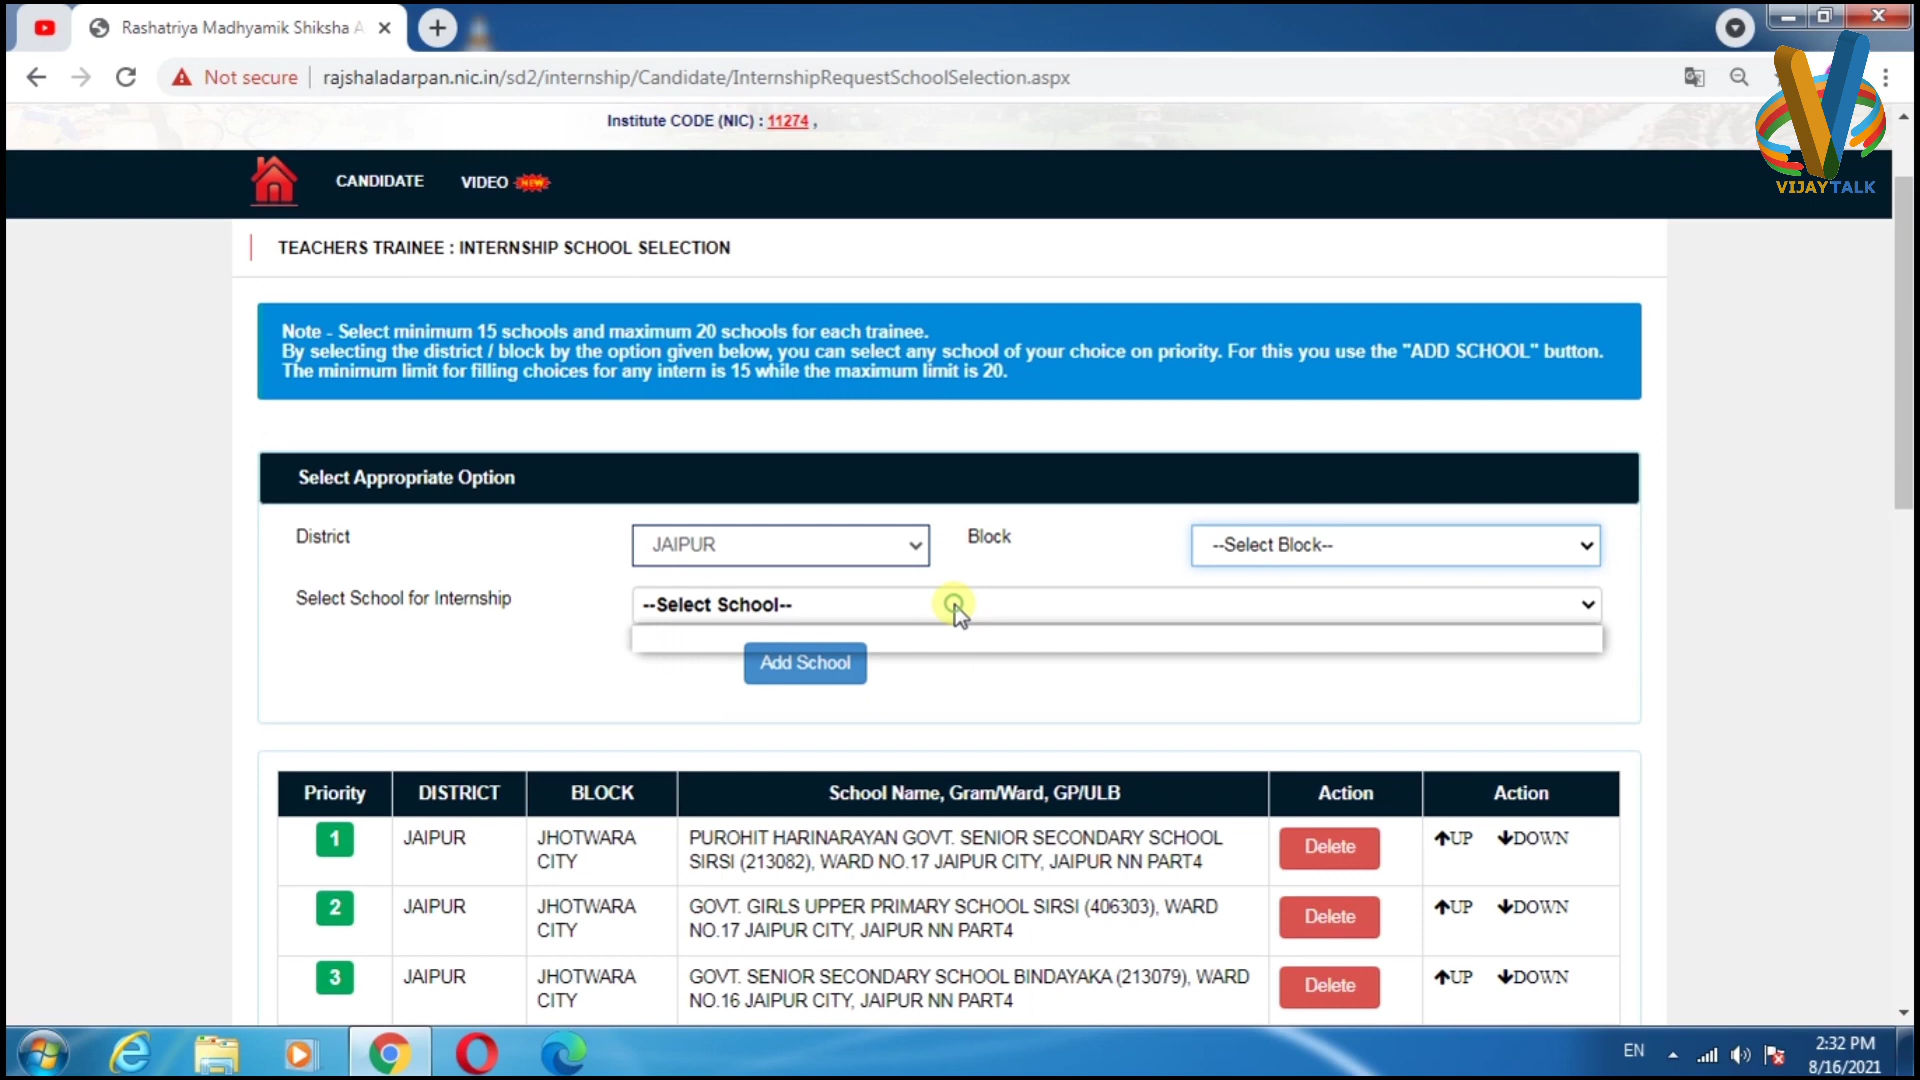 Rashatriya Madhyamik Shiksha A
Not secure
rajshaladarpan.nic.in/sd2/internship/Candidate/InternshipRequestSchoolSelection.aspx
VIJAYTALK
Institute CODE (NIC) : 11274 ,
CANDIDATE VIDEO NEW
TEACHERS TRAINEE : INTERNSHIP SCHOOL SELECTION
Note - Select minimum 15 schools and maximum 20 schools for each trainee.
By selecting the district / block by the option given below, you can select any school of your choice on priority. For this you use the "ADD SCHOOL" button.
The minimum limit for filling choices for any intern is 15 while the maximum limit is 20.
Select Appropriate Option
District JAIPUR Block --Select Block--
Select School for Internship --Select School--
Add School
Priority DISTRICT BLOCK School Name, Gram/Ward, GP/ULB Action Action
1 JAIPUR JHOTWARA CITY PUROHIT HARINARAYAN GOVT. SENIOR SECONDARY SCHOOL
SIRSI (213082), WARD NO.17 JAIPUR CITY, JAIPUR NN PART4 Delete UP DOWN
2 JAIPUR JHOTWARA CITY GOVT. GIRLS UPPER PRIMARY SCHOOL SIRSI (406303), WARD
NO.17 JAIPUR CITY, JAIPUR NN PART4 Delete UP DOWN
3 JAIPUR JHOTWARA CITY GOVT. SENIOR SECONDARY SCHOOL BINDAYAKA (213079), WARD
NO.16 JAIPUR CITY, JAIPUR NN PART4 Delete UP DOWN
EN
2:32 PM
8/16/2021